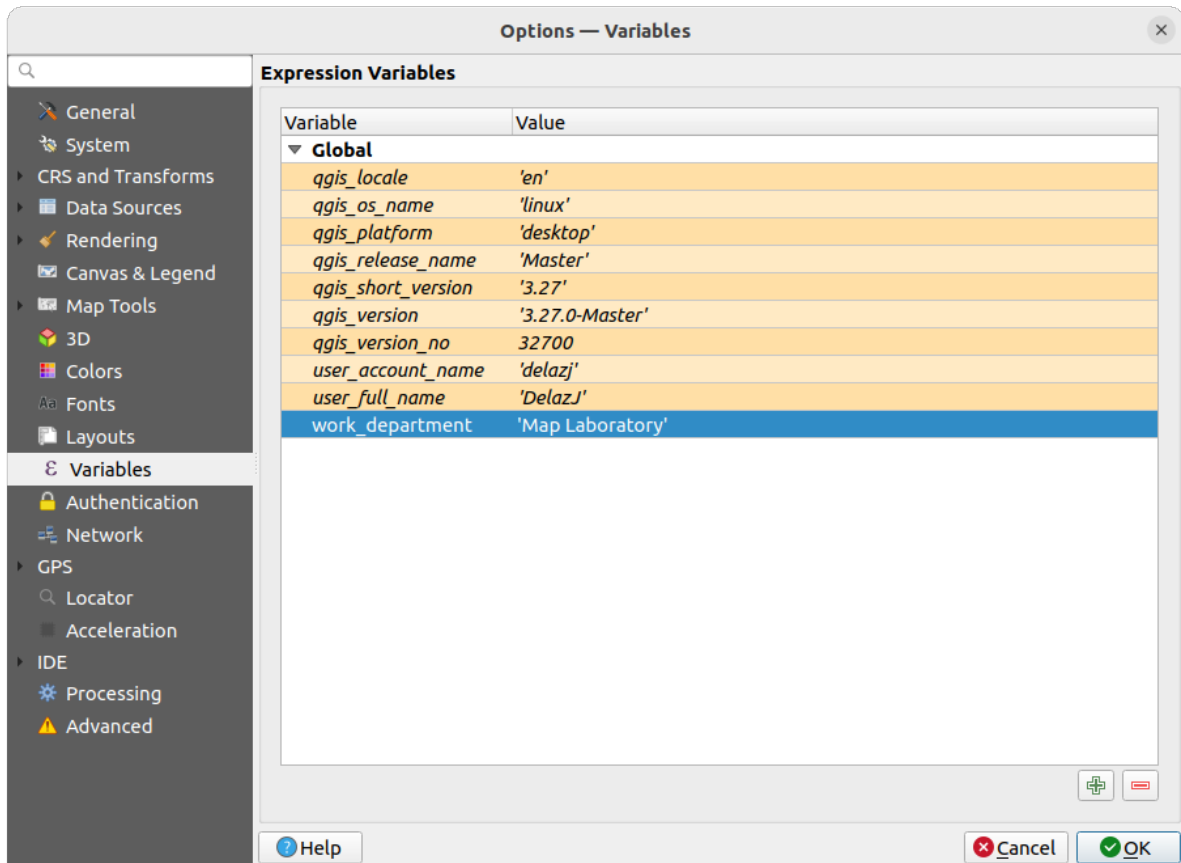 Options — Variables
Expression Variables
General
System
CRS and Transforms
Data Sources
Rendering
Canvas & Legend
Map Tools
3D
Colors
Aa Fonts
Layouts
ε Variables
Authentication
Network
GPS
Locator
Acceleration
IDE
Processing
Advanced
Variable Value
Global
qgis_locale 'en'
qgis_os_name 'linux'
qgis_platform 'desktop'
qgis_release_name 'Master'
qgis_short_version '3.27'
qgis_version '3.27.0-Master'
qgis_version_no 32700
user_account_name 'delazj'
user_full_name 'DelazJ'
work_department 'Map Laboratory'
Help Cancel OK